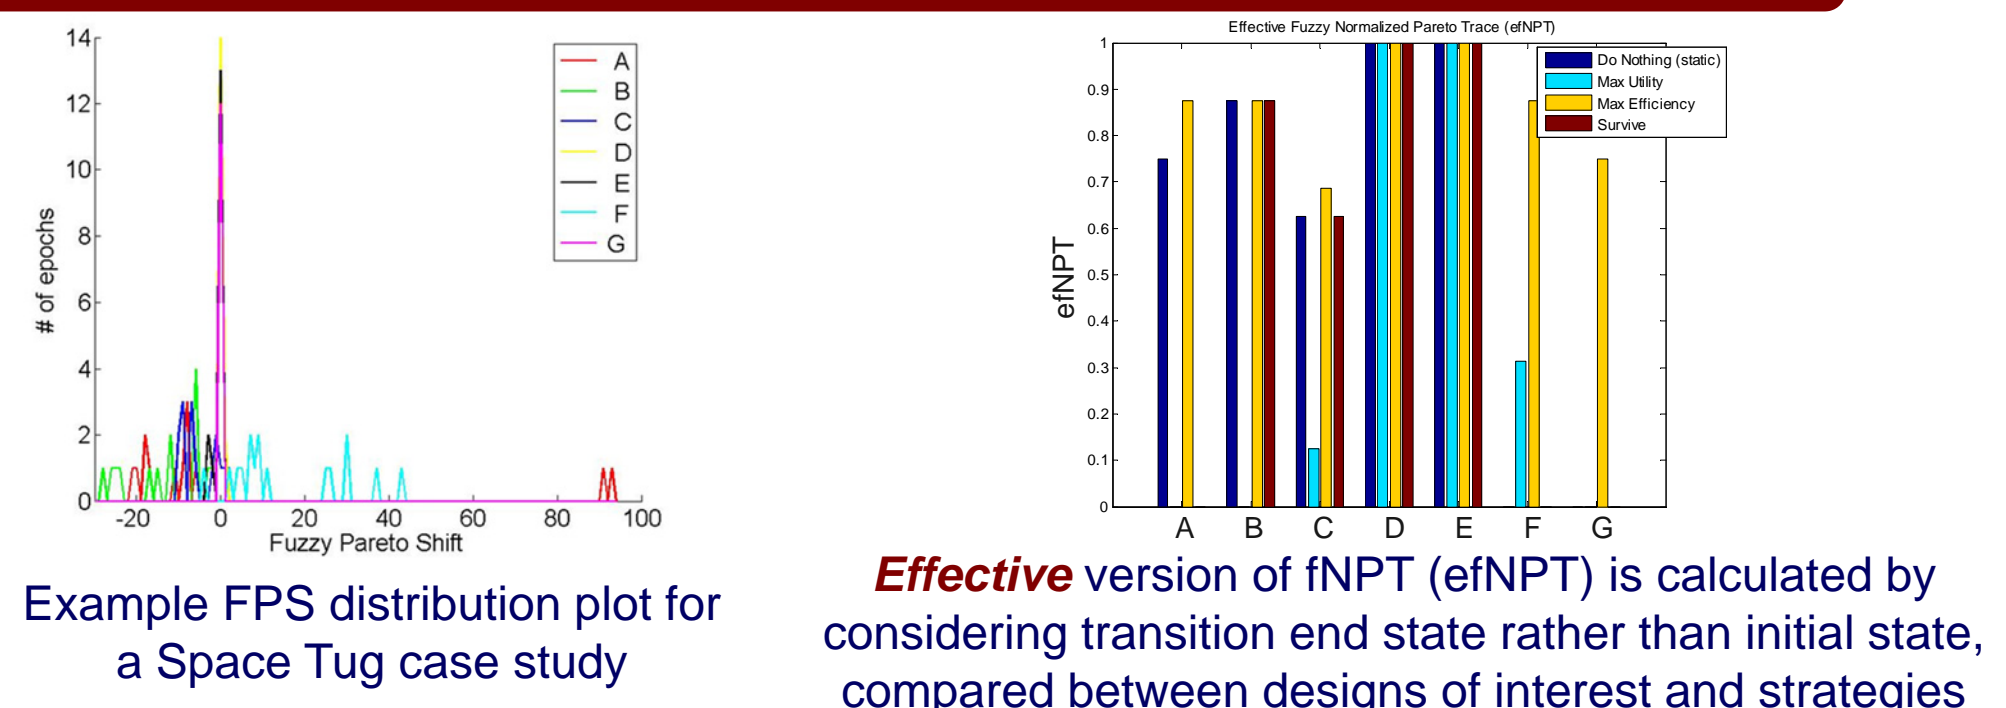 14
12
10
8
6
4
2
0
# of epochs
-20
0
20
40
60
80
100
Fuzzy Pareto Shift
A
B
C
D
E
F
G
Example FPS distribution plot for
a Space Tug case study
Effective Fuzzy Normalized Pareto Trace (efNPT)
1
0.9
0.8
0.7
0.6
0.5
0.4
0.3
0.2
0.1
0
efNPT
Do Nothing (static)
Max Utility
Max Efficiency
Survive
A
B
C
D
E
F
G
Effective version of fNPT (efNPT) is calculated by
considering transition end state rather than initial state,
compared between designs of interest and strategies